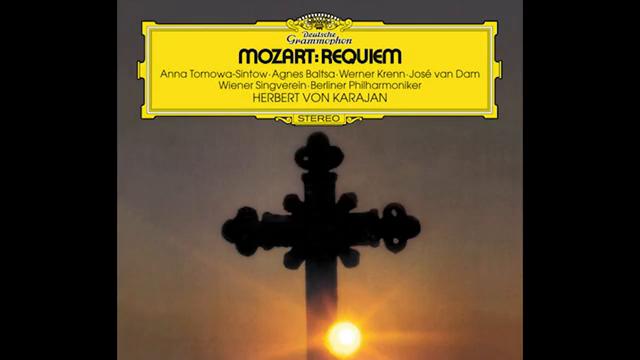 Deutsche
Grammophon
MOZART: REQUIEM
Anna Tomowa-Sintow · Agnes Baltsa · Werner Krenn · José van Dam
Wiener Singverein · Berliner Philharmoniker
HERBERT VON KARAJAN
STEREO